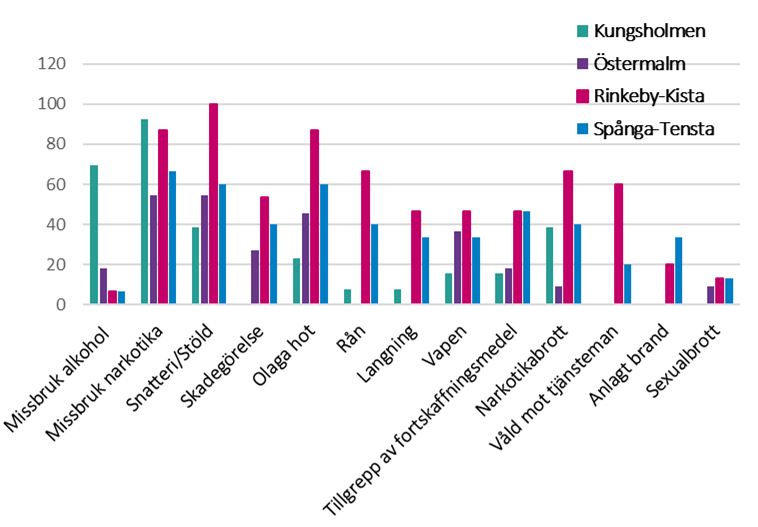 Kungsholmen
Östermalm
Rinkeby-Kista
Spånga-Tensta
120
100
80
60
40
20
0
Missbruk alkohol
Missbruk narkotika
Snatteri/Stöld
Skadegörelse
Olaga hot
Rån
Langning
Vapen
Tillgrepp av fortskaffningsmedel
Narkotikabrott
Våld mot tjänsteman
Anlagt brand
Sexualbrott